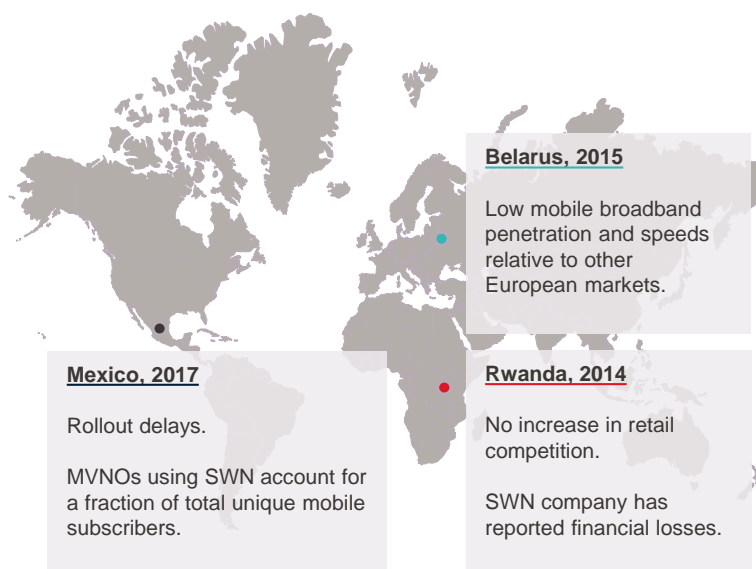 Belarus, 2015
Low mobile broadband
penetration and speeds
relative to other
European markets.
Mexico, 2017
Rollout delays.
MVNOs using SWN account for
a fraction of total unique mobile
subscribers.
Rwanda, 2014
No increase in retail
competition.
SWN company has
reported financial losses.